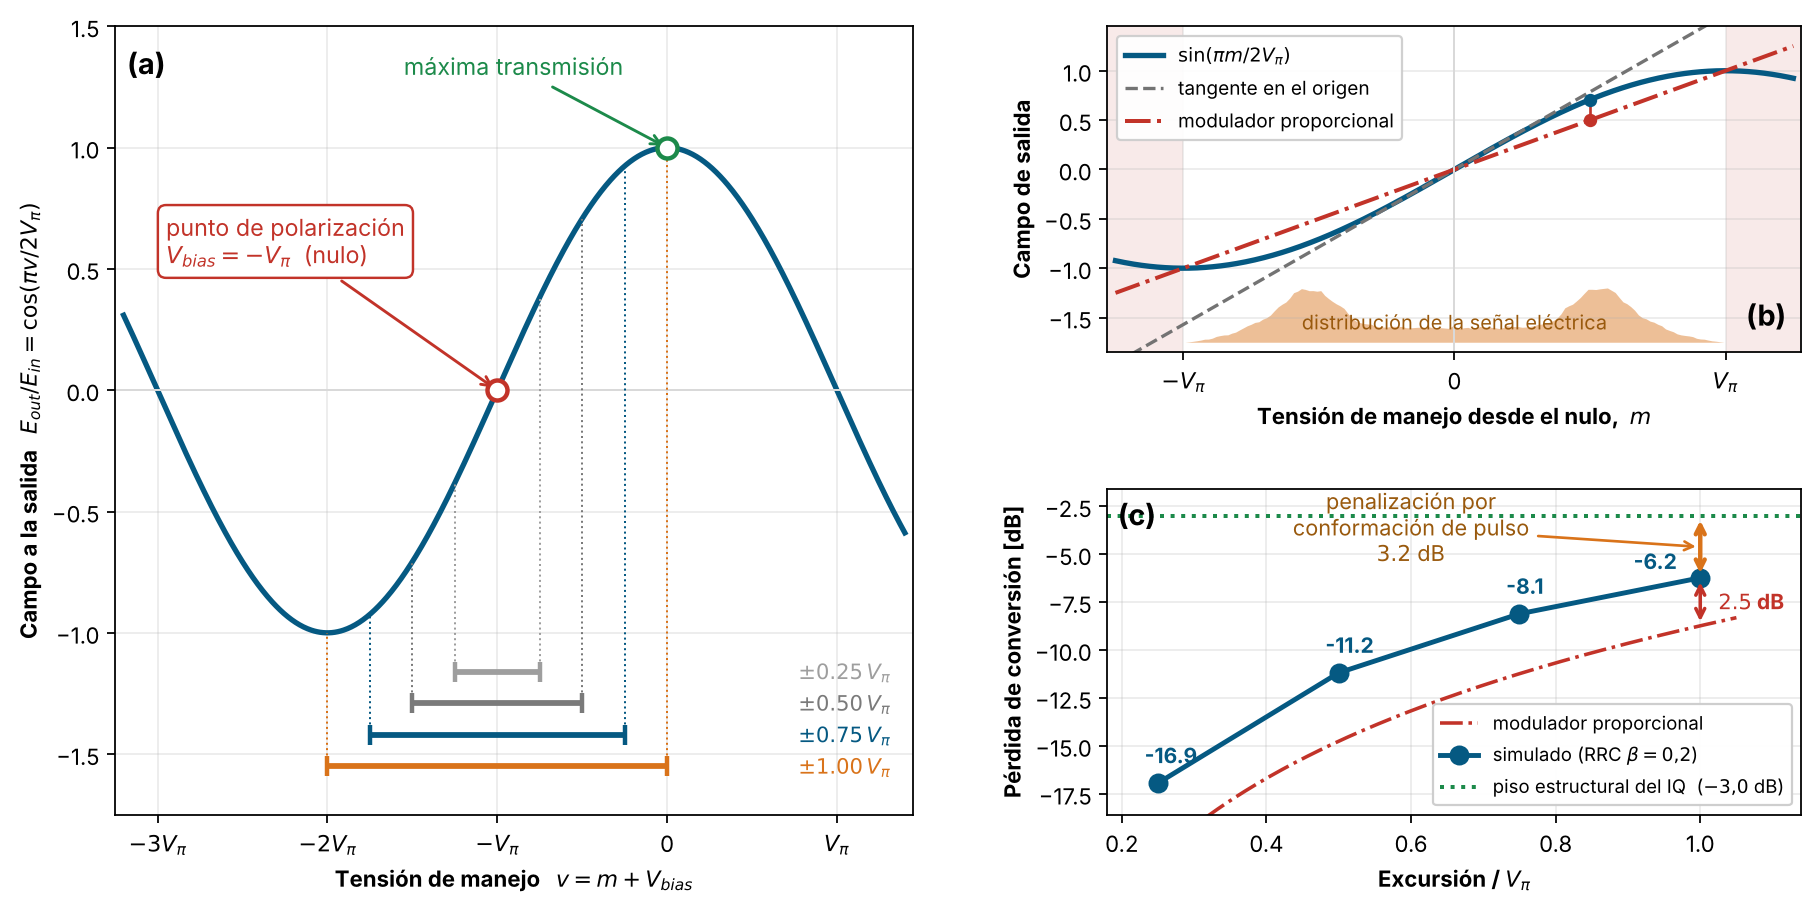 (a)
máxima transmisión
punto de polarización
V_bias = −V_π (nulo)
1.5
1.0
0.5
0.0
−0.5
−1.0
−1.5
Campo a la salida E_out/E_in = cos(πv/2V_π)
±0.25 V_π
±0.50 V_π
±0.75 V_π
±1.00 V_π
−3V_π
−2V_π
−V_π
0
V_π
Tensión de manejo v = m + V_bias
sin(πm/2V_π)
tangente en el origen
modulador proporcional
1.0
0.5
0.0
−0.5
−1.0
−1.5
Campo de salida
distribución de la señal eléctrica
(b)
−V_π
0
V_π
Tensión de manejo desde el nulo, m
(c)
penalización por
conformación de pulso
3.2 dB
-6.2
-8.1
-11.2
-16.9
2.5 dB
−2.5
−5.0
−7.5
−10.0
−12.5
−15.0
−17.5
Pérdida de conversión [dB]
modulador proporcional
simulado (RRC β = 0,2)
piso estructural del IQ (−3,0 dB)
0.2
0.4
0.6
0.8
1.0
Excursión / V_π